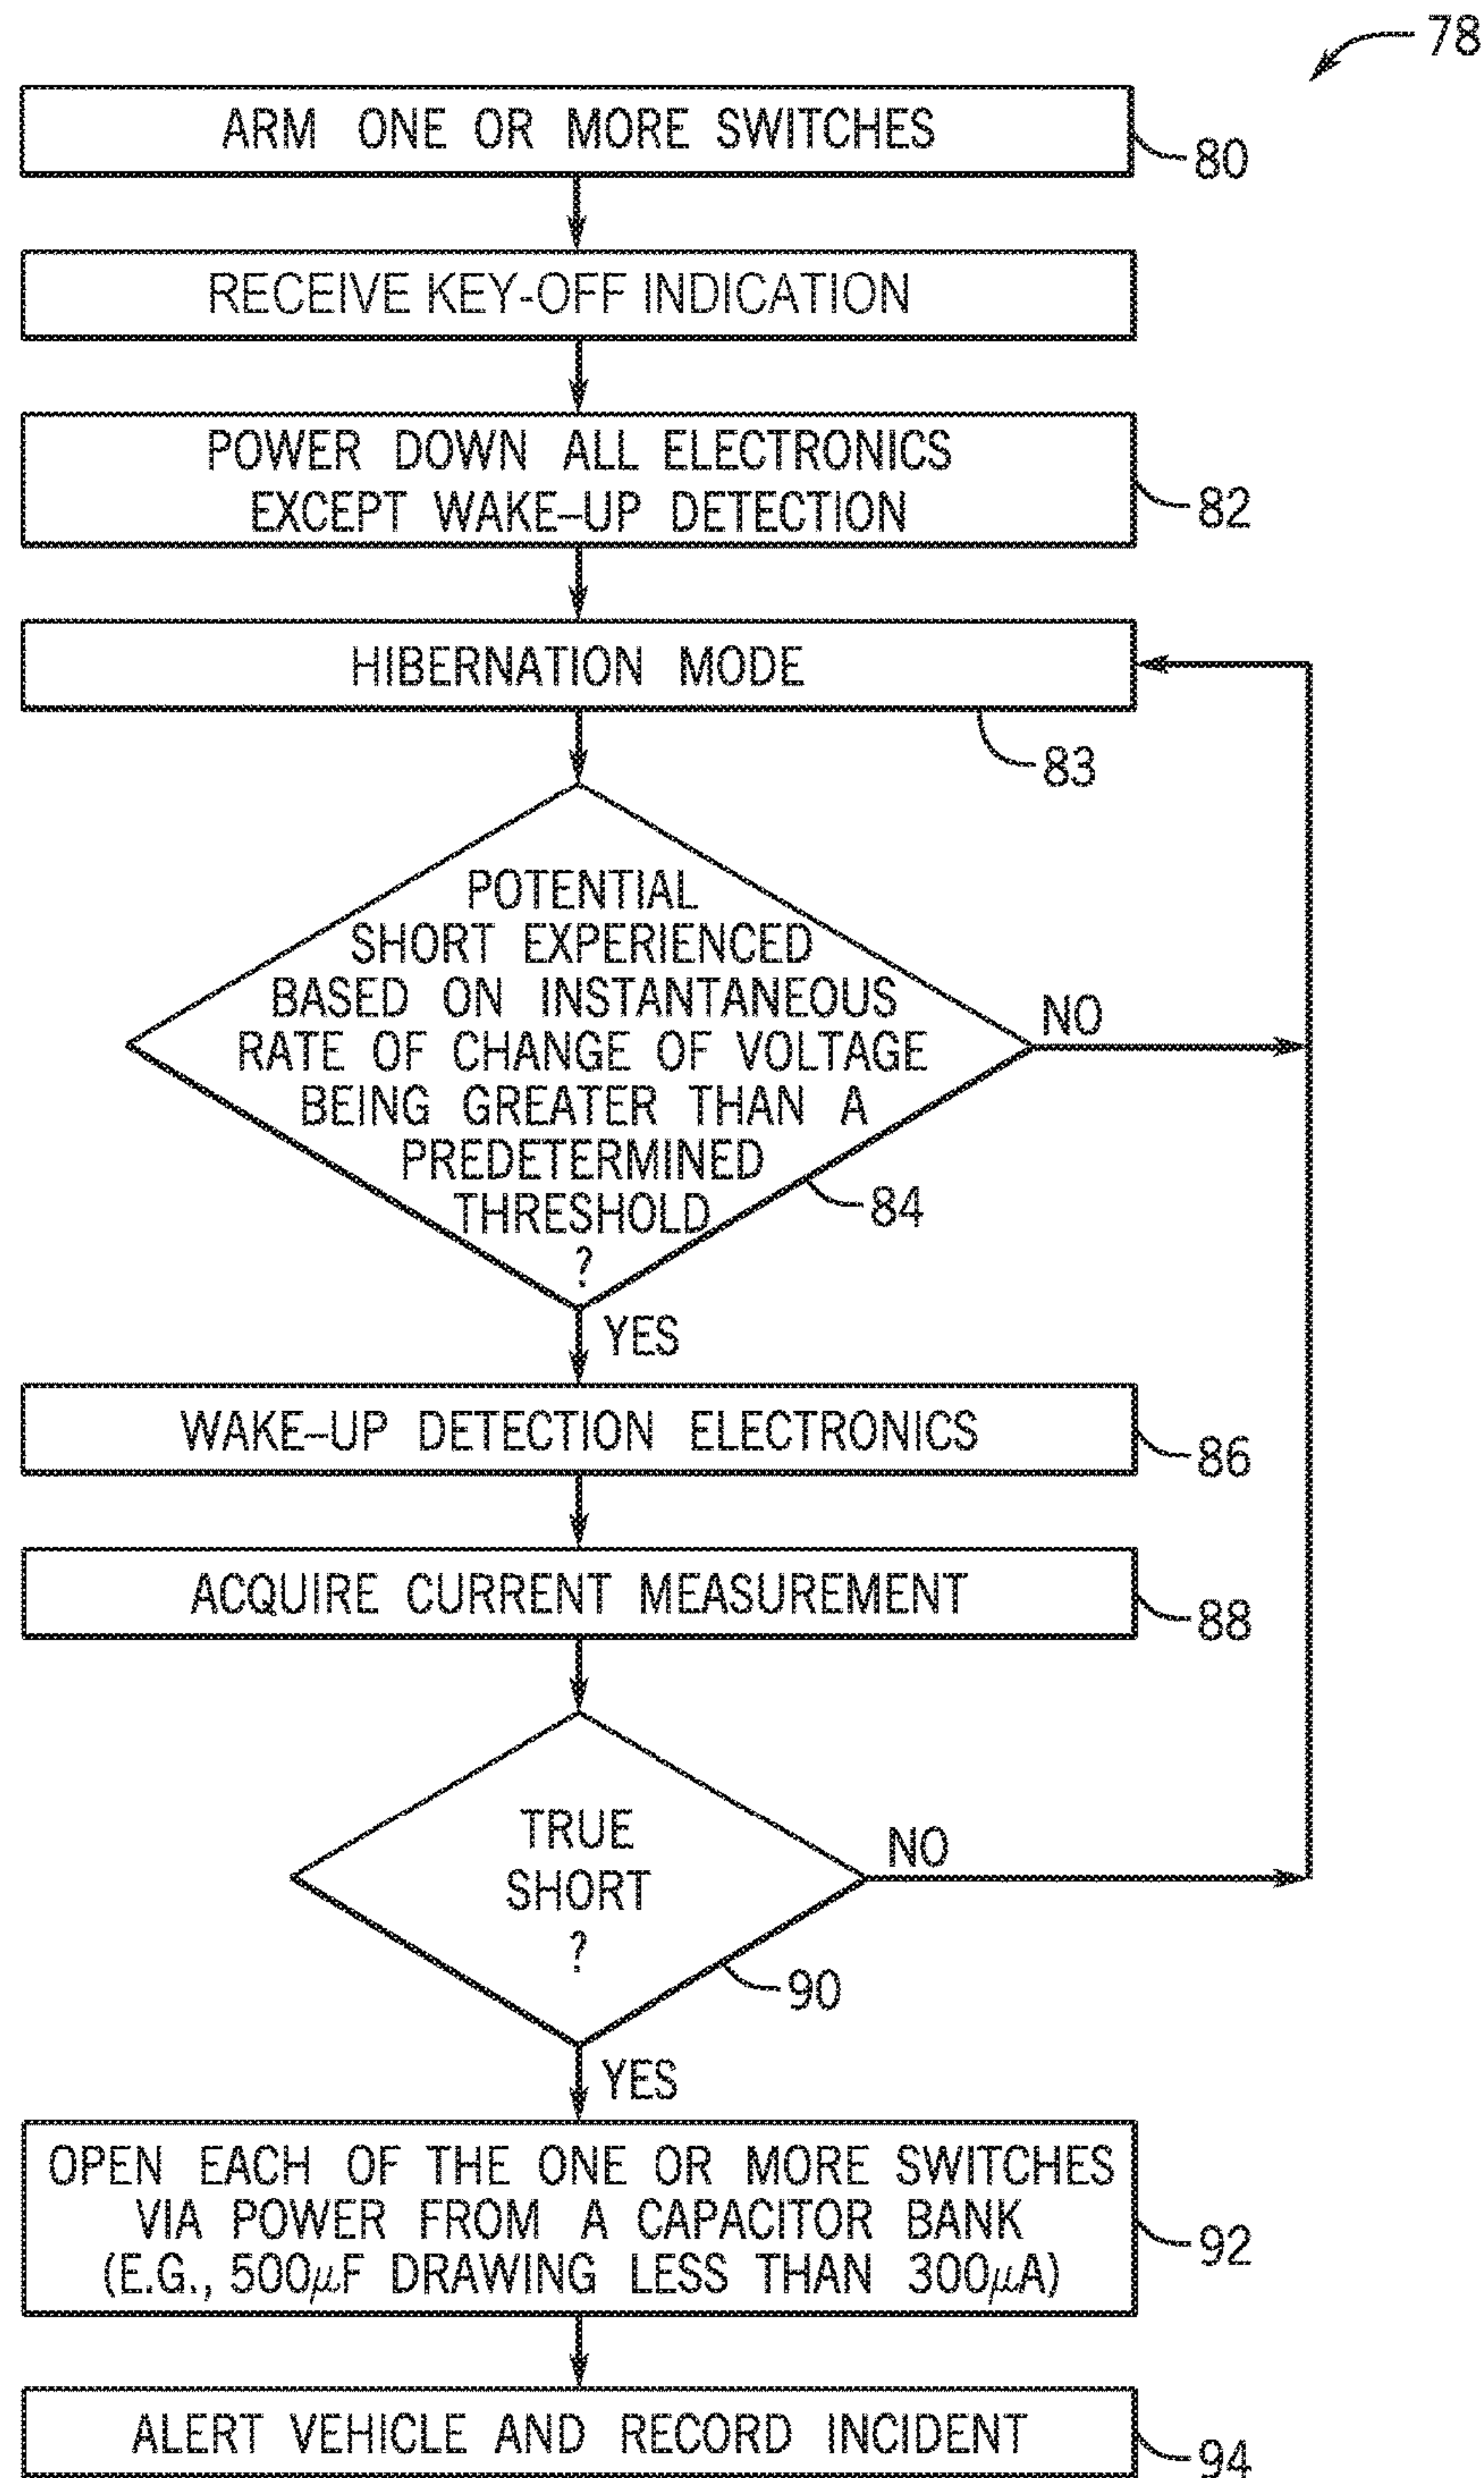 78
ARM ONE OR MORE SWITCHES
80
RECEIVE KEY-OFF INDICATION
POWER DOWN ALL ELECTRONICS
EXCEPT WAKE-UP DETECTION
82
HIBERNATION MODE
83
POTENTIAL
SHORT EXPERIENCED
BASED ON INSTANTANEOUS
RATE OF CHANGE OF VOLTAGE
BEING GREATER THAN A
PREDETERMINED
THRESHOLD
?
NO
84
YES
WAKE-UP DETECTION ELECTRONICS
86
ACQUIRE CURRENT MEASUREMENT
88
TRUE
SHORT
?
NO
90
YES
OPEN EACH OF THE ONE OR MORE SWITCHES
VIA POWER FROM A CAPACITOR BANK
(E.G., 500μF DRAWING LESS THAN 300μA)
92
ALERT VEHICLE AND RECORD INCIDENT
94